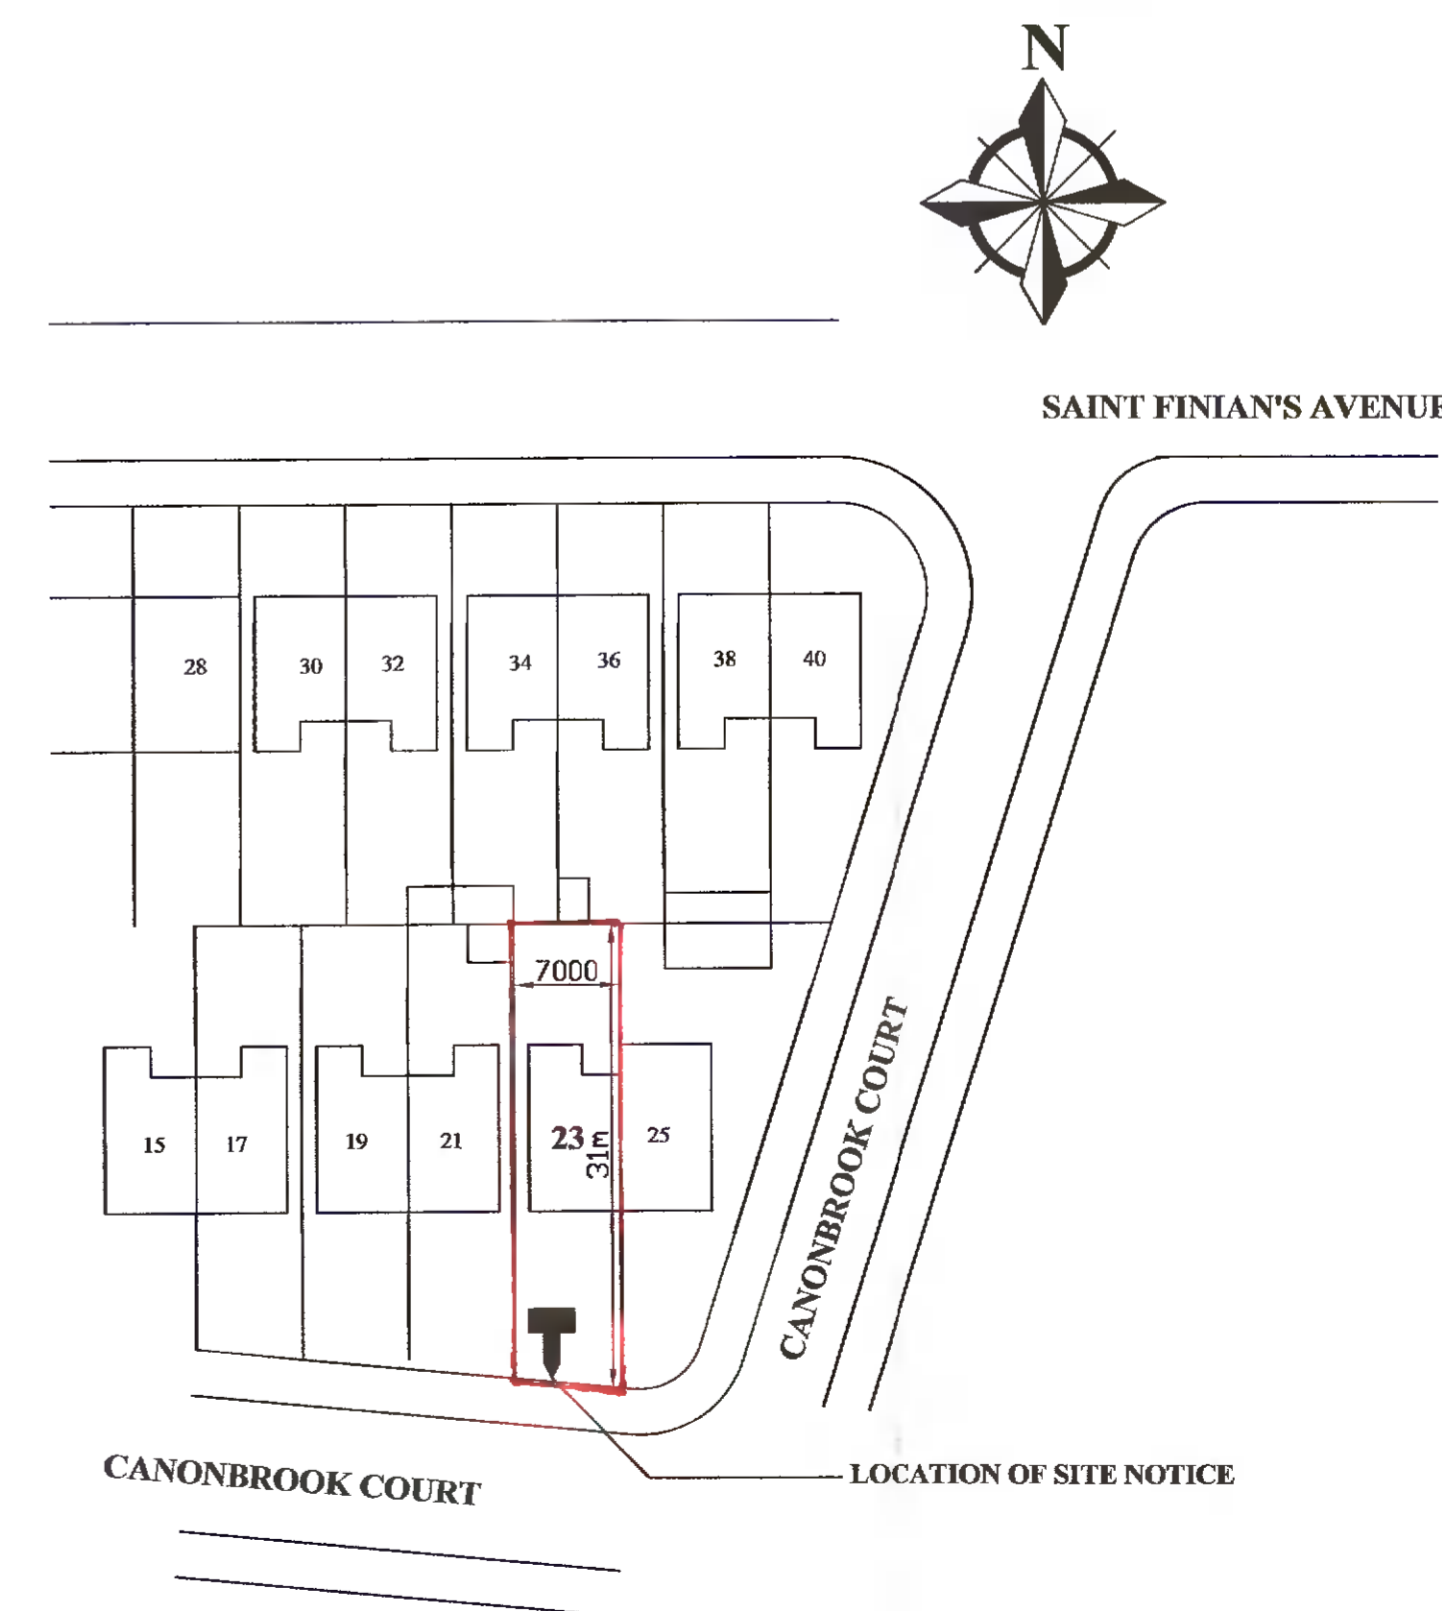 N
SAINT FINIAN'S AVENUE
28 30 32 34 36 38 40
7000
15 17 19 21 23 31m 25
CANONBROOK COURT
CANONBROOK COURT
LOCATION OF SITE NOTICE